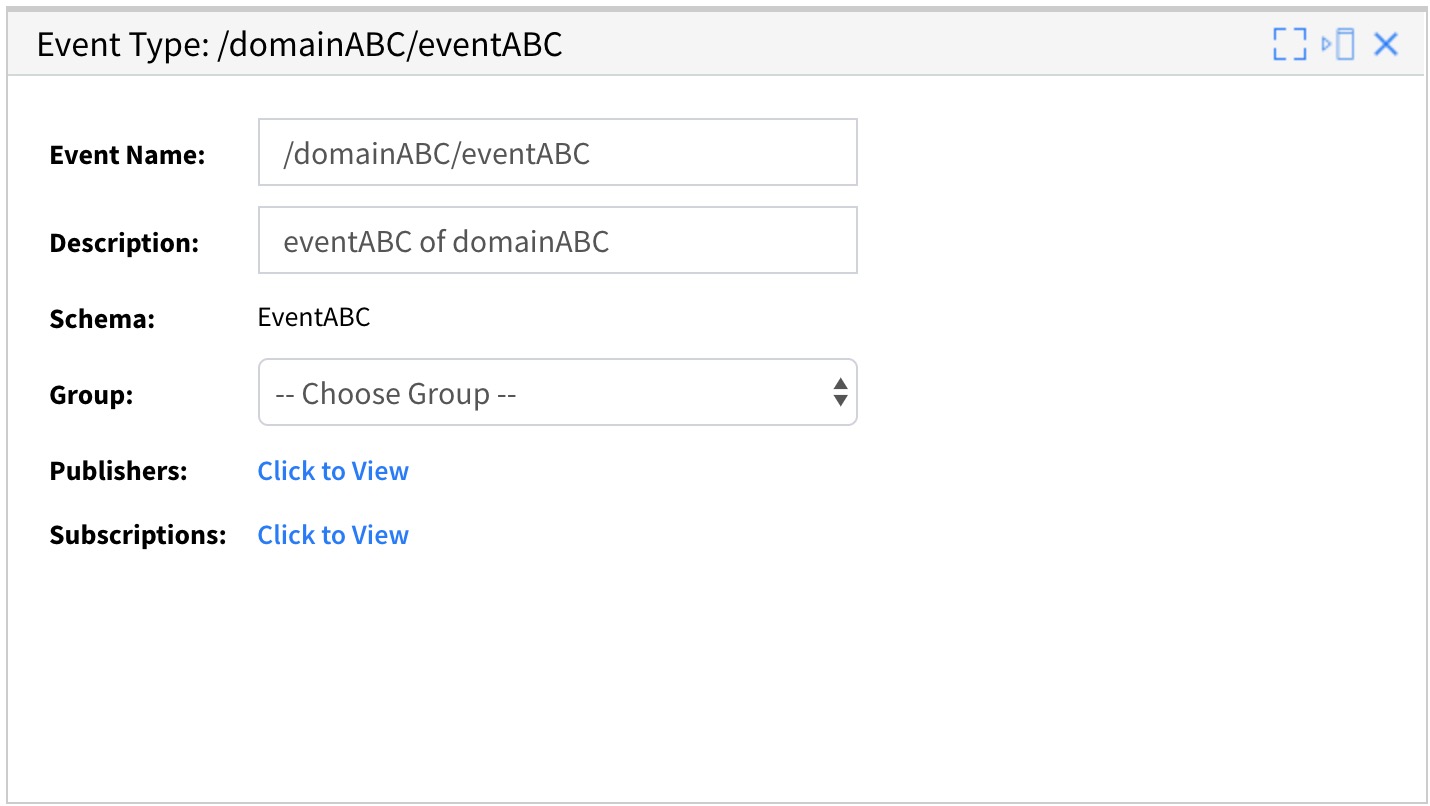 Event Type: /domainABC/eventABC
Event Name: /domainABC/eventABC
Description: eventABC of domainABC
Schema: EventABC
Group: -- Choose Group --
Publishers: Click to View
Subscriptions: Click to View